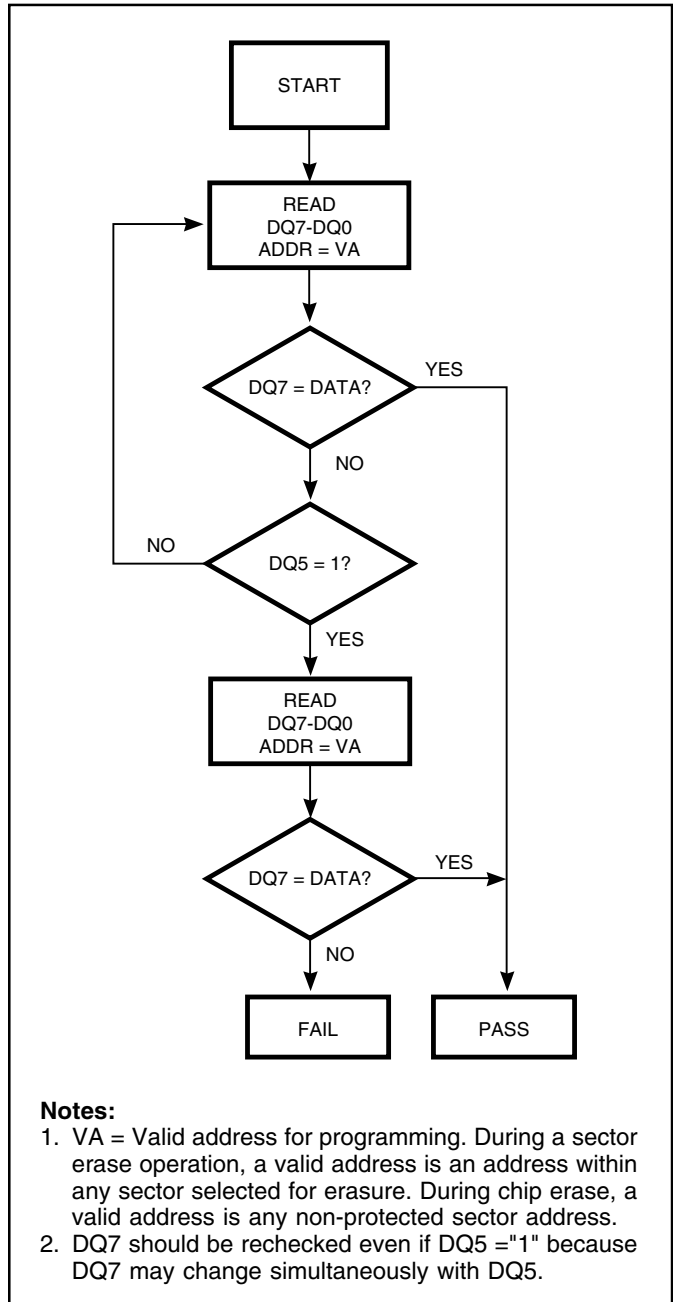 START
READ
DQ7-DQ0
ADDR = VA
DQ7 = DATA?
YES
NO
NO
DQ5 = 1?
YES
READ
DQ7-DQ0
ADDR = VA
DQ7 = DATA?
YES
NO
FAIL
PASS
Notes:
1. VA = Valid address for programming. During a sector
erase operation, a valid address is an address within
any sector selected for erasure. During chip erase, a
valid address is any non-protected sector address.
2. DQ7 should be rechecked even if DQ5 ="1" because
DQ7 may change simultaneously with DQ5.